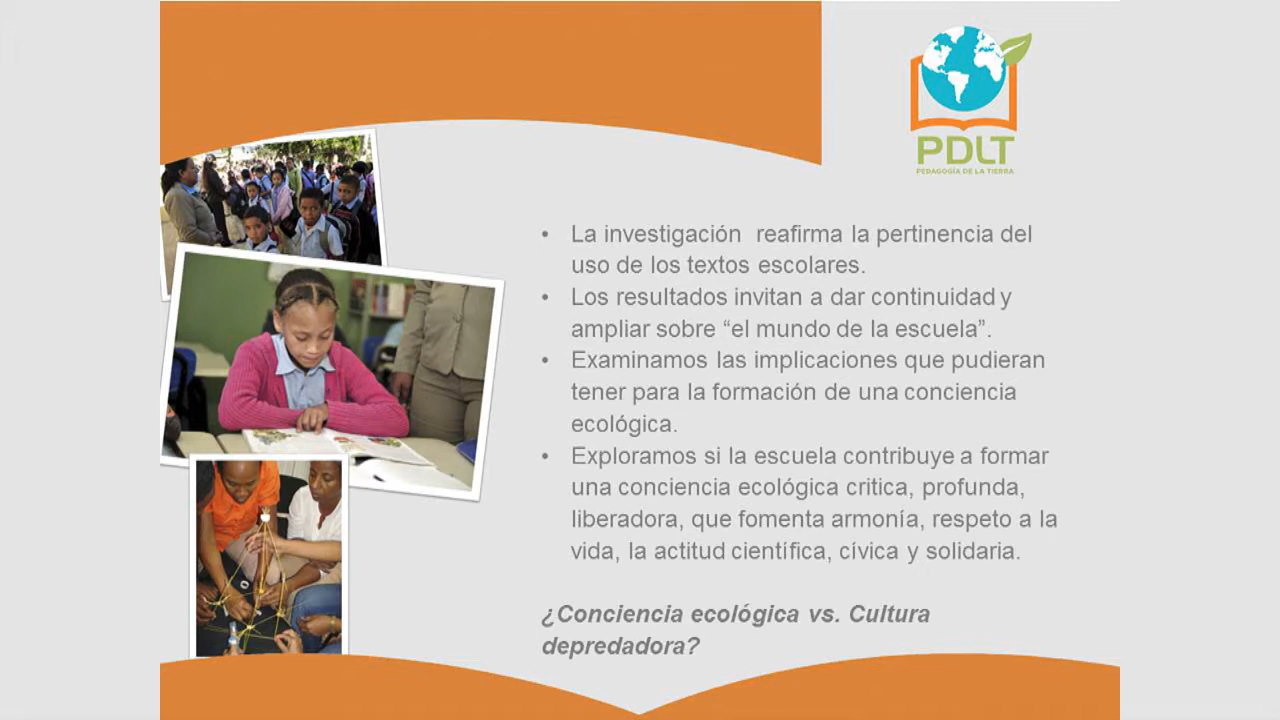 PDLT
PEDAGOGÍA DE LA TIERRA
• La investigación  reafirma la pertinencia del
uso de los textos escolares.
• Los resultados invitan a dar continuidad y
ampliar sobre “el mundo de la escuela”.
• Examinamos las implicaciones que pudieran
tener para la formación de una conciencia
ecológica.
• Exploramos si la escuela contribuye a formar
una conciencia ecológica critica, profunda,
liberadora, que fomenta armonía, respeto a la
vida, la actitud científica, cívica y solidaria.
¿Conciencia ecológica vs. Cultura
depredadora?